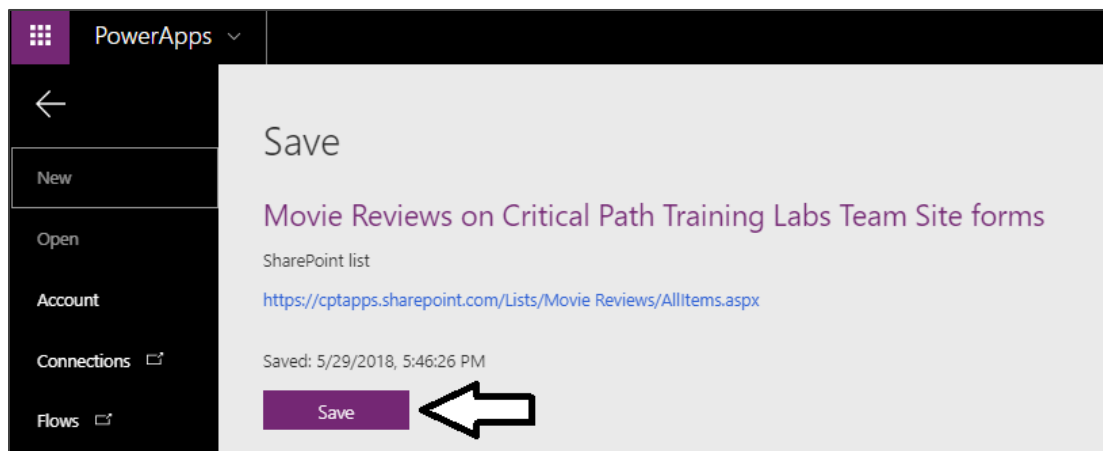 PowerApps
Save
New
Movie Reviews on Critical Path Training Labs Team Site forms
Open
SharePoint list
Account
https://cptapps.sharepoint.com/Lists/Movie Reviews/AllItems.aspx
Connections
Saved: 5/29/2018, 5:46:26 PM
Flows
Save